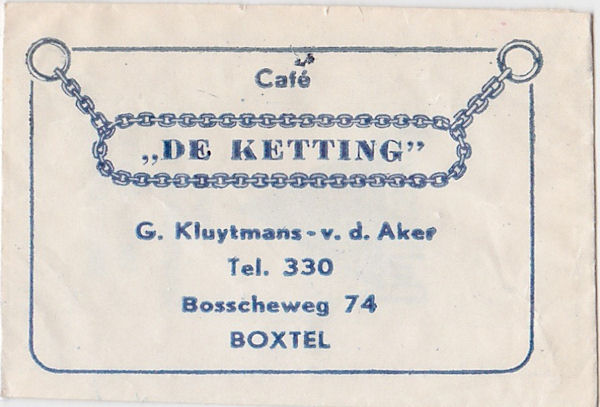 Café
„DE KETTING”
G. Kluytmans - v. d. Aker
Tel. 330
Bosscheweg 74
BOXTEL